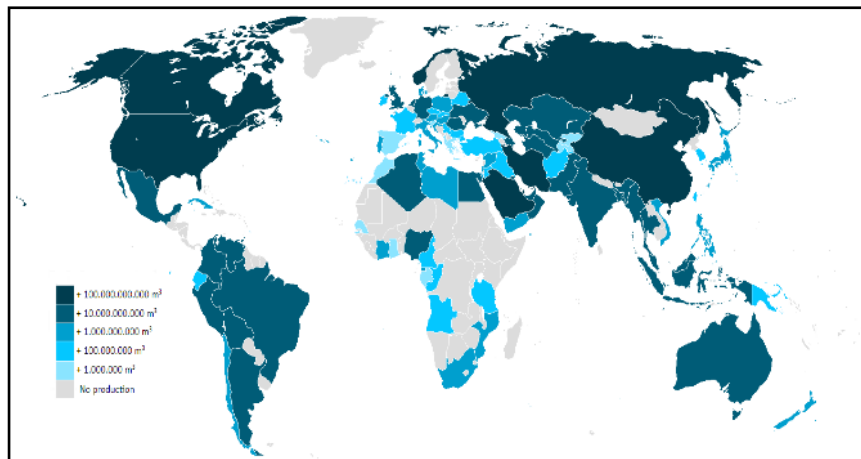 + 100.000.000.000 m³
+ 10.000.000.000 m³
+ 1.000.000.000 m³
+ 100.000.000 m³
+ 1.000.000 m³
No production